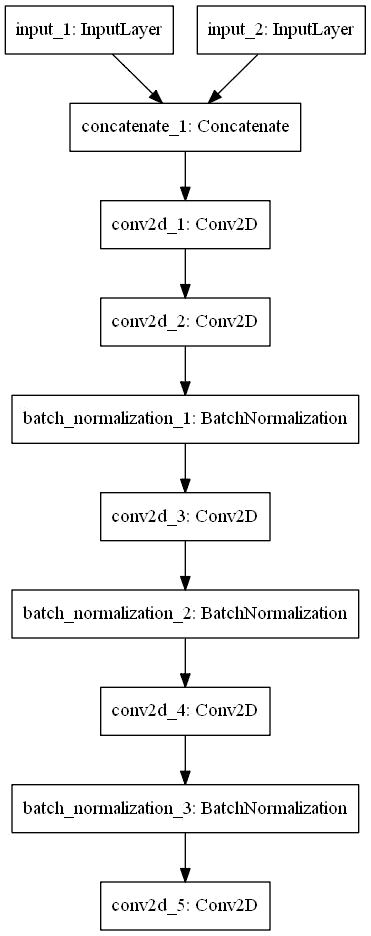 input_1: InputLayer
input_2: InputLayer
concatenate_1: Concatenate
conv2d_1: Conv2D
conv2d_2: Conv2D
batch_normalization_1: BatchNormalization
conv2d_3: Conv2D
batch_normalization_2: BatchNormalization
conv2d_4: Conv2D
batch_normalization_3: BatchNormalization
conv2d_5: Conv2D